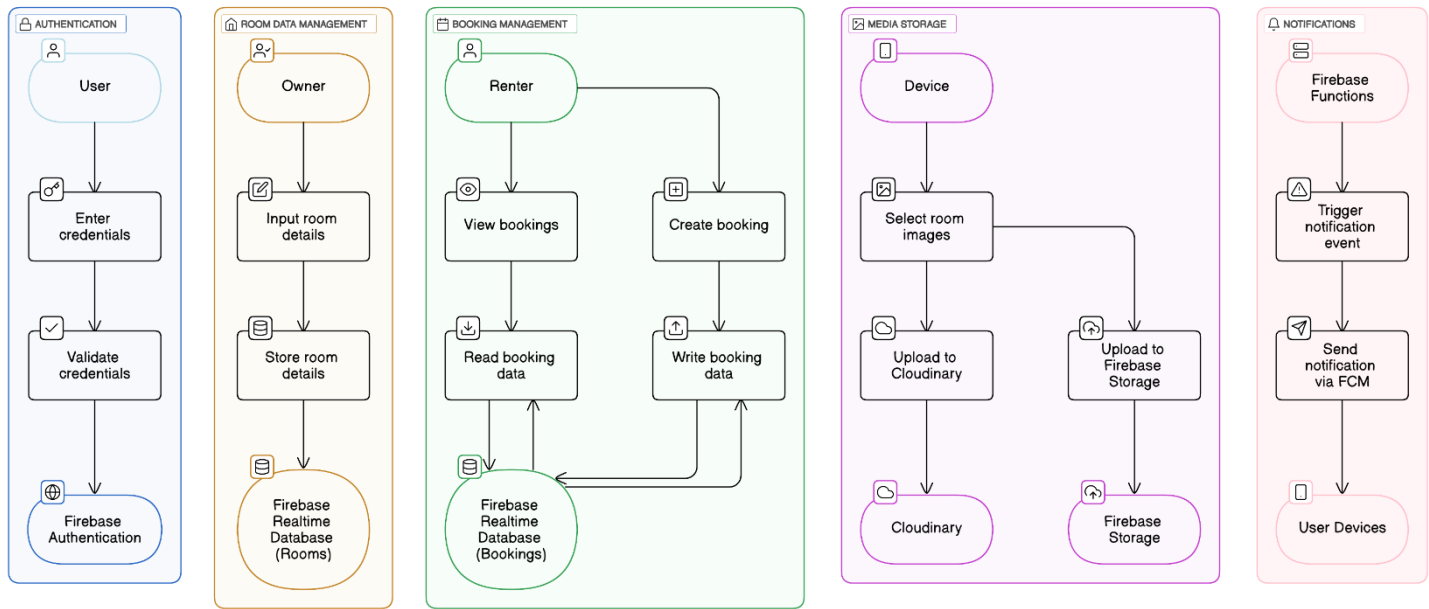 AUTHENTICATION
User
Enter
credentials
Validate
credentials
Firebase
Authentication
ROOM DATA MANAGEMENT
Owner
Input room
details
Store room
details
Firebase
Realtime
Database
(Rooms)
BOOKING MANAGEMENT
Renter
View bookings
Create booking
Read booking
data
Write booking
data
Firebase
Realtime
Database
(Bookings)
MEDIA STORAGE
Device
Select room
images
Upload to
Cloudinary
Upload to
Firebase
Storage
Cloudinary
Firebase
Storage
NOTIFICATIONS
Firebase
Functions
Trigger
notification
event
Send
notification
via FCM
User Devices